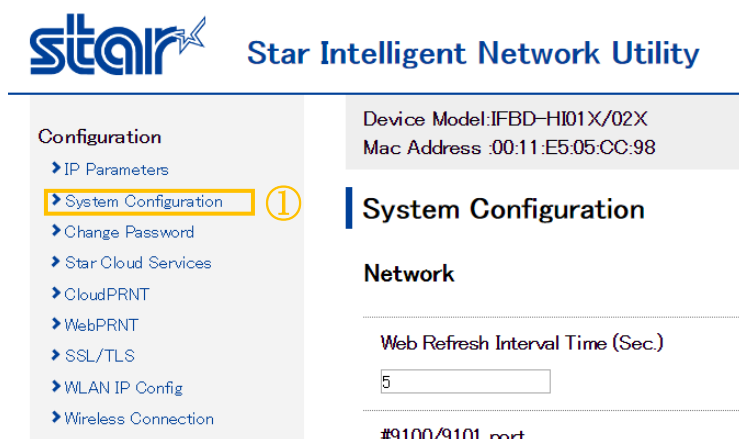 star
Star Intelligent Network Utility
Configuration
IP Parameters
System Configuration
①
Change Password
Star Cloud Services
CloudPRNT
WebPRNT
SSL/TLS
WLAN IP Config
Wireless Connection
Device Model:IFBD-HI01X/02X
Mac Address :00:11:E5:05:CC:98
System Configuration
Network
Web Refresh Interval Time (Sec.)
5
#9100/9101 port